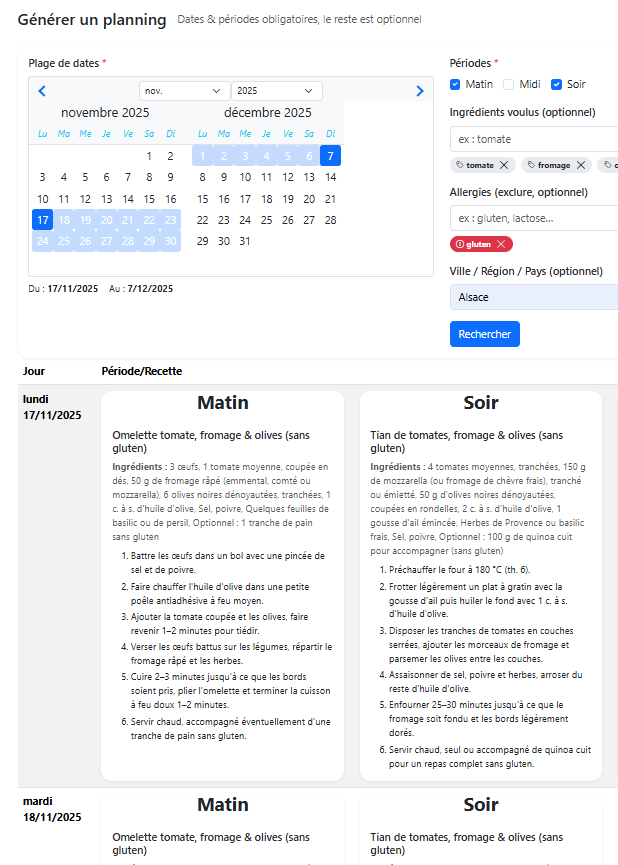 Générer un planning Dates & périodes obligatoires, le reste est optionnel
Plage de dates *
nov. 2025
novembre 2025 décembre 2025
Lu Ma Me Je Ve Sa Di Lu Ma Me Je Ve Sa Di
1 2 1 2 3 4 5 6 7
3 4 5 6 7 8 9 8 9 10 11 12 13 14
10 11 12 13 14 15 16 15 16 17 18 19 20 21
17 18 19 20 21 22 23 22 23 24 25 26 27 28
24 25 26 27 28 29 30 29 30 31
Du : 17/11/2025 Au : 7/12/2025
Périodes *
Matin Midi Soir
Ingrédients voulus (optionnel)
ex : tomate
tomate fromage
Allergies (exclure, optionnel)
ex : gluten, lactose...
gluten
Ville / Région / Pays (optionnel)
Alsace
Rechercher
Jour Période/Recette
lundi
17/11/2025
Matin
Omelette tomate, fromage & olives (sans
gluten)
Ingrédients : 3 œufs, 1 tomate moyenne, coupée en
dés, 50 g de fromage râpé (emmental, comté ou
mozzarella), 6 olives noires dénoyautées, tranchées, 1
c. à s. d'huile d'olive, Sel, poivre, Quelques feuilles de
basilic ou de persil, Optionnel : 1 tranche de pain
sans gluten
1. Battre les œufs dans un bol avec une pincée de
sel et de poivre.
2. Faire chauffer l'huile d'olive dans une petite
poêle antiadhésive à feu moyen.
3. Ajouter la tomate coupée et les olives, faire
revenir 1–2 minutes pour tiédir.
4. Verser les œufs battus sur les légumes, répartir le
fromage râpé et les herbes.
5. Cuire 2–3 minutes jusqu'à ce que les bords
soient pris, plier l'omelette et terminer la cuisson
à feu doux 1–2 minutes.
6. Servir chaud, accompagné éventuellement d'une
tranche de pain sans gluten.
Soir
Tian de tomates, fromage & olives (sans
gluten)
Ingrédients : 4 tomates moyennes, tranchées, 150 g
de mozzarella (ou fromage de chèvre frais), tranché
ou émietté, 50 g d'olives noires dénoyautées,
coupées en rondelles, 2 c. à s. d'huile d'olive, 1
gousse d'ail émincée, Herbes de Provence ou basilic
frais, Sel, poivre, Optionnel : 100 g de quinoa cuit
pour accompagner (sans gluten)
1. Préchauffer le four à 180 °C (th. 6).
2. Frotter légèrement un plat à gratin avec la
gousse d'ail puis huiler le fond avec 1 c. à s.
d'huile d'olive.
3. Disposer les tranches de tomates en couches
serrées, ajouter les morceaux de fromage et
parsemer les olives entre les couches.
4. Assaisonner de sel, poivre et herbes, arroser du
reste d'huile d'olive.
5. Enfourner 25–30 minutes jusqu'à ce que le
fromage soit fondu et les bords légèrement
dorés.
6. Servir chaud, seul ou accompagné de quinoa cuit
pour un repas complet sans gluten.
mardi
18/11/2025
Matin
Omelette tomate, fromage & olives (sans
gluten)
Soir
Tian de tomates, fromage & olives (sans
gluten)